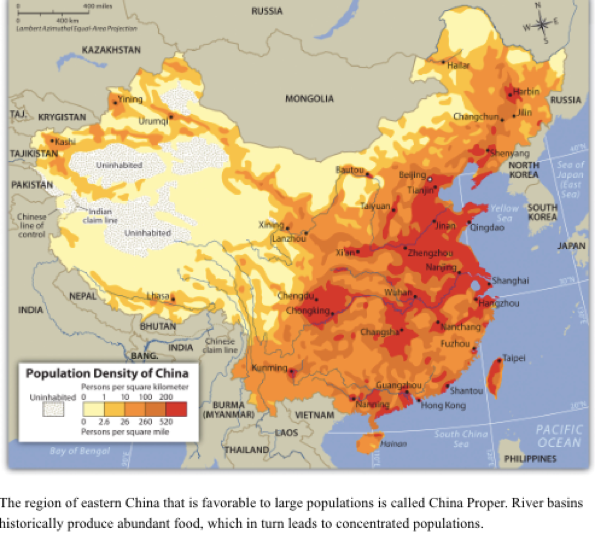 0 400 miles
0 400 km
Lambert Azimuthal Equal-Area Projection
RUSSIA
N
W E
S
KAZAKHSTAN
Hailar
MONGOLIA
Harbin
RUSSIA
Yining
Changchun
Jilin
TAJ.
KRYGISTAN
Urumqi
Kashi
Shenyang
40°N
TAJIKISTAN
Uninhabited
Bautou
Beijing
NORTH
KOREA
Sea of
Japan
(East
Sea)
PAKISTAN
Tianjin
Indian
claim line
Taiyuan
Yellow
Sea
SOUTH
KOREA
Chinese
line of
control
Uninhabited
Xining
Lanzhou
Jinan
Qingdao
JAPAN
Xi'an
Zhengzhou
Nanjing
30°N
Shanghai
INDIA
NEPAL
Lhasa
Chengdu
Wuhan
Hangzhou
Chongking
BHUTAN
Nanchang
Changsha
INDIA
Chinese
claim line
Fuzhou
BANG.
Taipei
Population Density of China
Persons per square kilometer
Uninhabited 0 1 10 100 200
0 2.6 26 260 520
Persons per square mile
Kunming
Guangzhou
Shantou
Nanning
Hong Kong
BURMA
(MYANMAR)
VIETNAM
20°N
LAOS
Hainan
South China
Sea
PACIFIC
OCEAN
Bay of Bengal
THAILAND
PHILIPPINES
The region of eastern China that is favorable to large populations is called China Proper. River basins
historically produce abundant food, which in turn leads to concentrated populations.